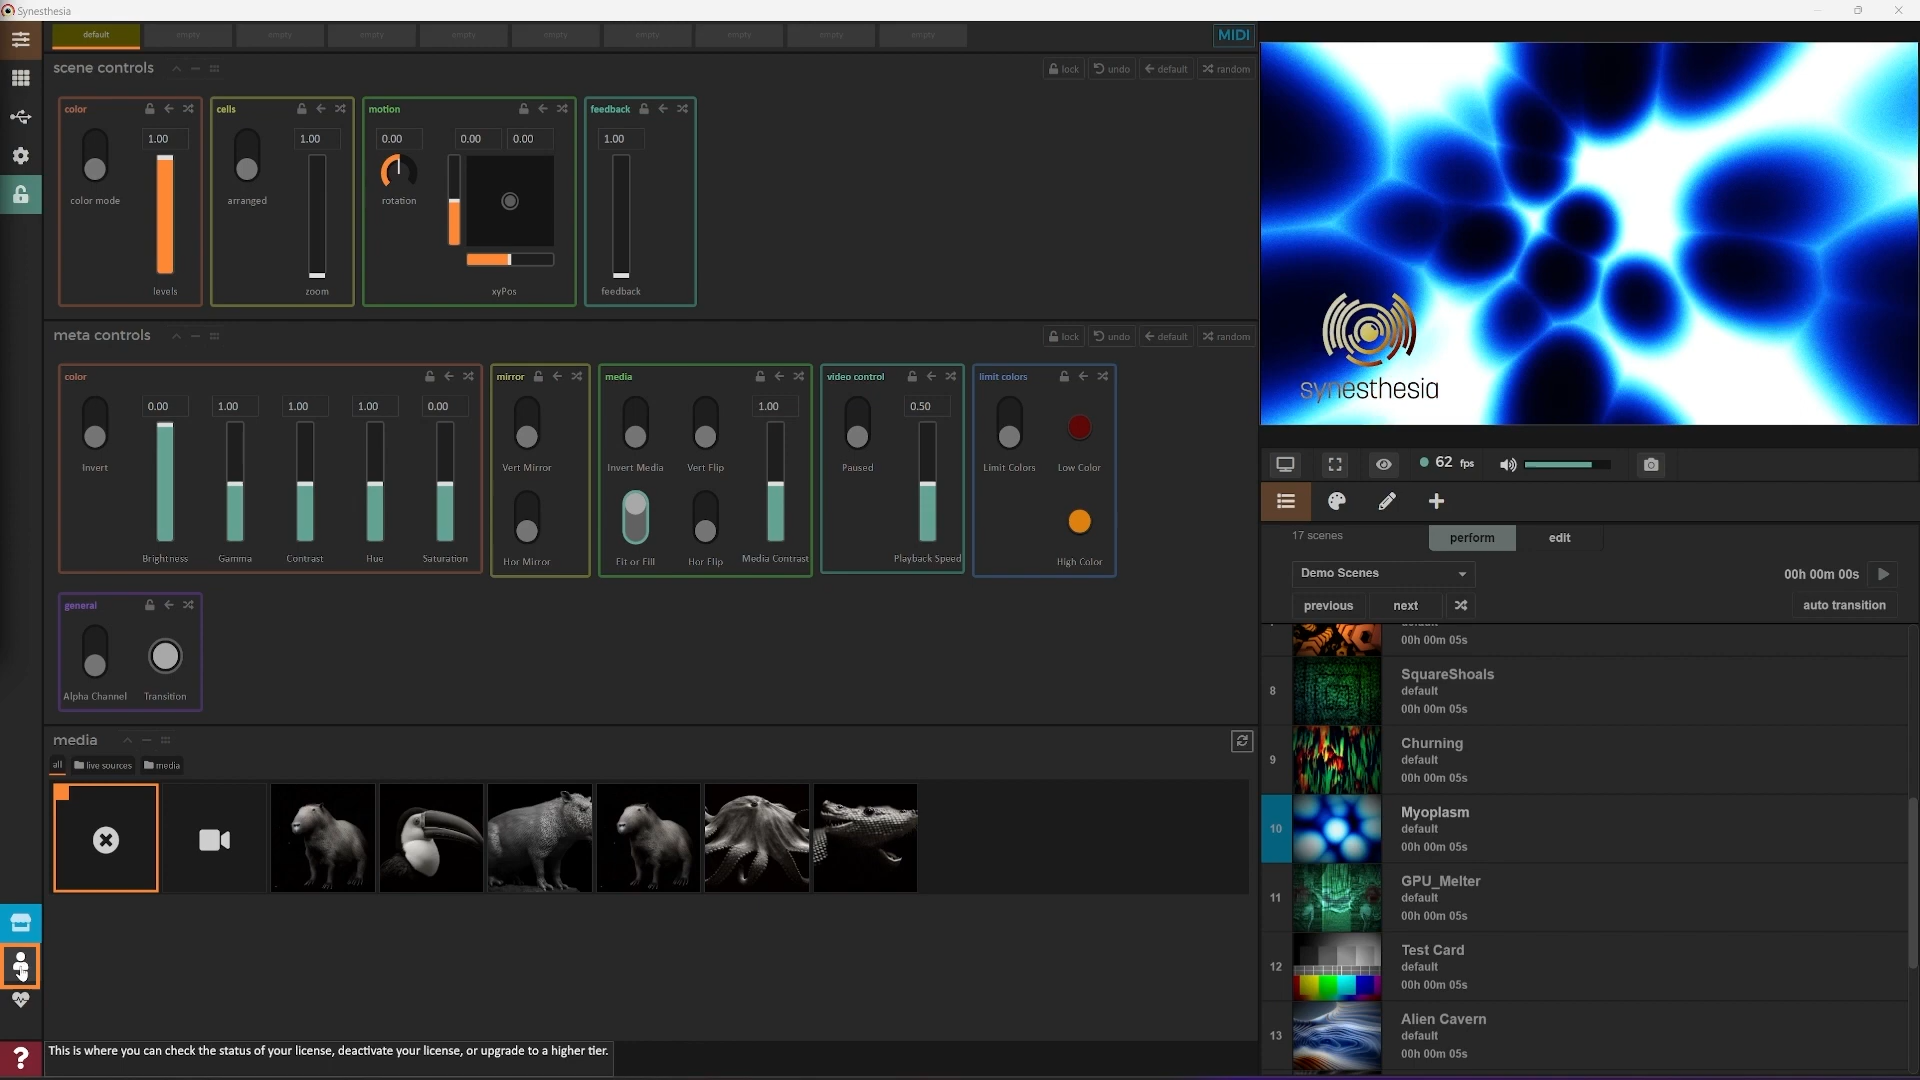 Synesthesia
default empty empty empty empty empty empty empty empty empty MIDI
scene controls
lock undo default random
color cells motion feedback
1.00 1.00 0.00 0.00 0.00 1.00
color mode arranged rotation
levels zoom xyPos feedback
meta controls
lock undo default random
color mirror media video control limit colors
0.00 1.00 1.00 1.00 0.00 1.00 0.50
Invert Vert Mirror Invert Media Vert Flip Paused Limit Colors Low Color
Brightness Gamma Contrast Hue Saturation Hor Mirror Fit or Fill Hor Flip Media Contrast Playback Speed High Color
general
Alpha Channel Transition
media
all live sources media
This is where you can check the status of your license, deactivate your license, or upgrade to a higher tier.
synesthesia
62 fps
17 scenes perform edit
Demo Scenes 00h 00m 00s
previous next auto transition
00h 00m 05s
8 SquareShoals
default
00h 00m 05s
9 Churning
default
00h 00m 05s
10 Myoplasm
default
00h 00m 05s
11 GPU_Melter
default
00h 00m 05s
12 Test Card
default
00h 00m 05s
13 Alien Cavern
default
00h 00m 05s